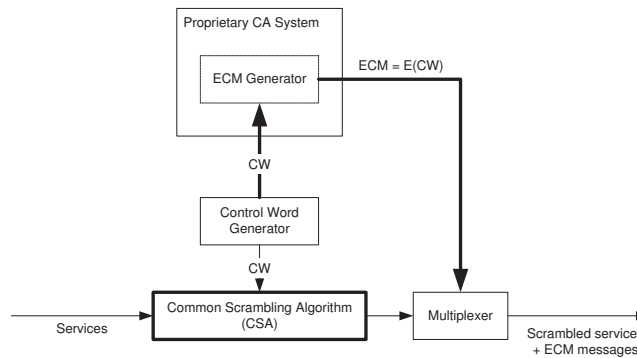 Proprietary CA System
ECM Generator
ECM = E(CW)
CW
Control Word
Generator
CW
Common Scrambling Algorithm
(CSA)
Multiplexer
Services
Scrambled service
+ ECM messages